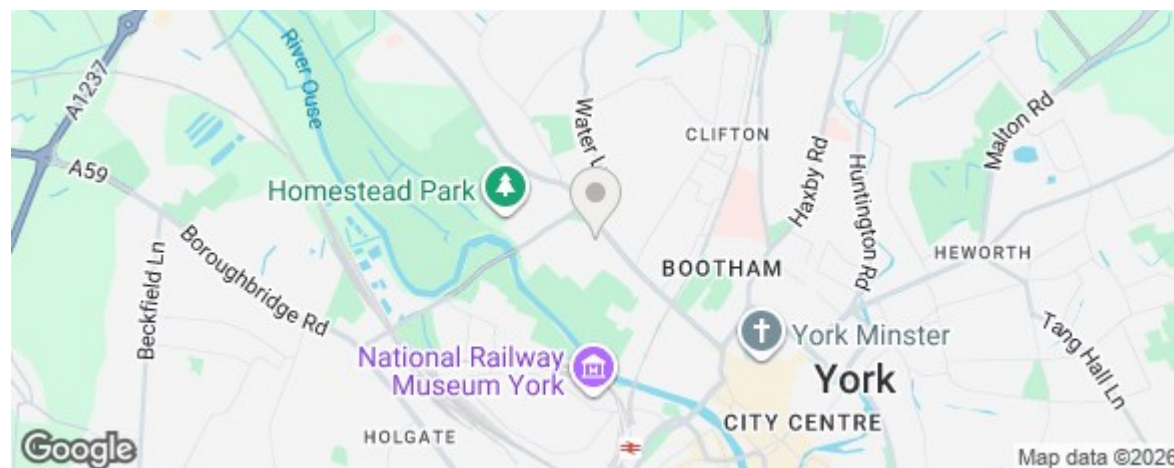 A1237
River Ouse
Water L
CLIFTON
Malton Rd
A59
Haxby Rd
Huntington Rd
Homestead Park
Boroughbridge Rd
Beckfield Ln
BOOTHAM
HEWORTH
York Minster
Tang Hall Ln
National Railway
Museum York
York
CITY CENTRE
HOLGATE
Google
Map data ©2026